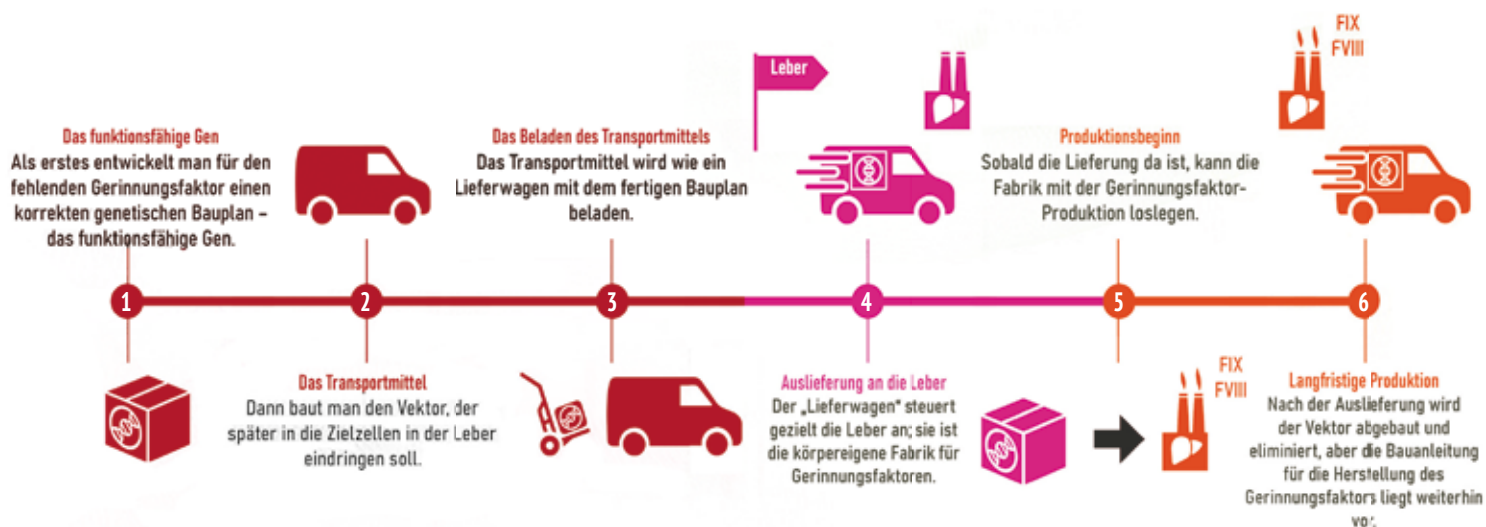 Das funktionsfähige Gen
Als erstes entwickelt man für den
fehlenden Gerinnungsfaktor einen
korrekten genetischen Bauplan –
das funktionsfähige Gen.
1
2
Das Transportmittel
Dann baut man den Vektor, der
später in die Zielzellen in der Leber
eindringen soll.
Das Beladen des Transportmittels
Das Transportmittel wird wie ein
Lieferwagen mit dem fertigen Bauplan
beladen.
3
Leber
4
Auslieferung an die Leber
Der „Lieferwagen“ steuert
gezielt die Leber an; sie ist
die körpereigene Fabrik für
Gerinnungsfaktoren.
Produktionsbeginn
Sobald die Lieferung da ist, kann die
Fabrik mit der Gerinnungsfaktor-
Produktion loslegen.
5
FIX
FVIII
FIX
FVIII
6
Langfristige Produktion
Nach der Auslieferung wird
der Vektor abgebaut und
eliminiert, aber die Bauanleitung
für die Herstellung des
Gerinnungsfaktors liegt weiterhin
vor.